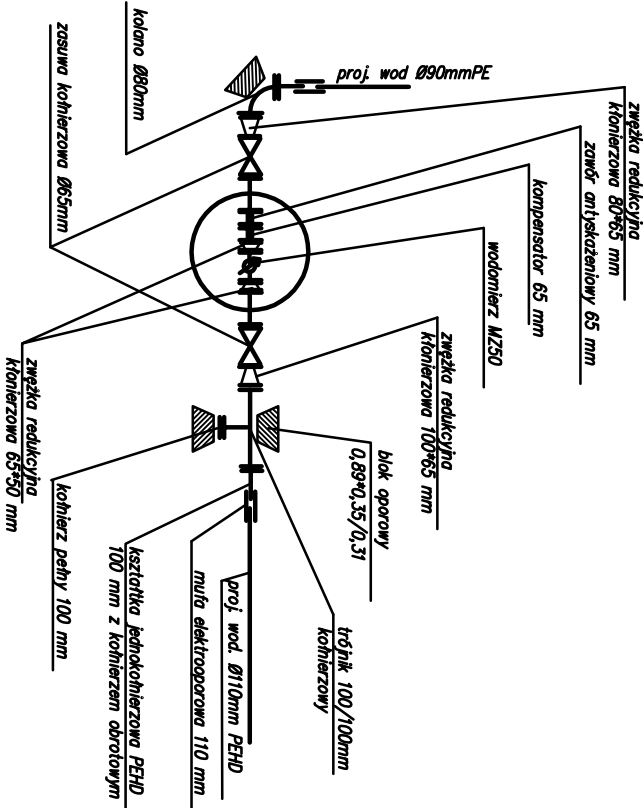 proj. wod Ø90mmPE
zwężka redukcyjna
kłonierzowa 80*65 mm
zawór antyskażeniowy 65 mm
kompensator 65 mm
wodomierz MZ50
zwężka redukcyjna
kłonierzowa 100*65 mm
blok oporowy
0,89*0,35/0,31
trójnik 100/100mm
kołnierzowy
kolano Ø80mm
zasuwa kołnierzowa Ø65mm
zwężka redukcyjna
kłonierzowa 65*50 mm
kołnierz pełny 100 mm
kształtka jednokołnierzowa PEHD
100 mm z kołnierzem obrotowym
mufa elektrooporowa 110 mm
proj. wod. Ø110mm PEHD